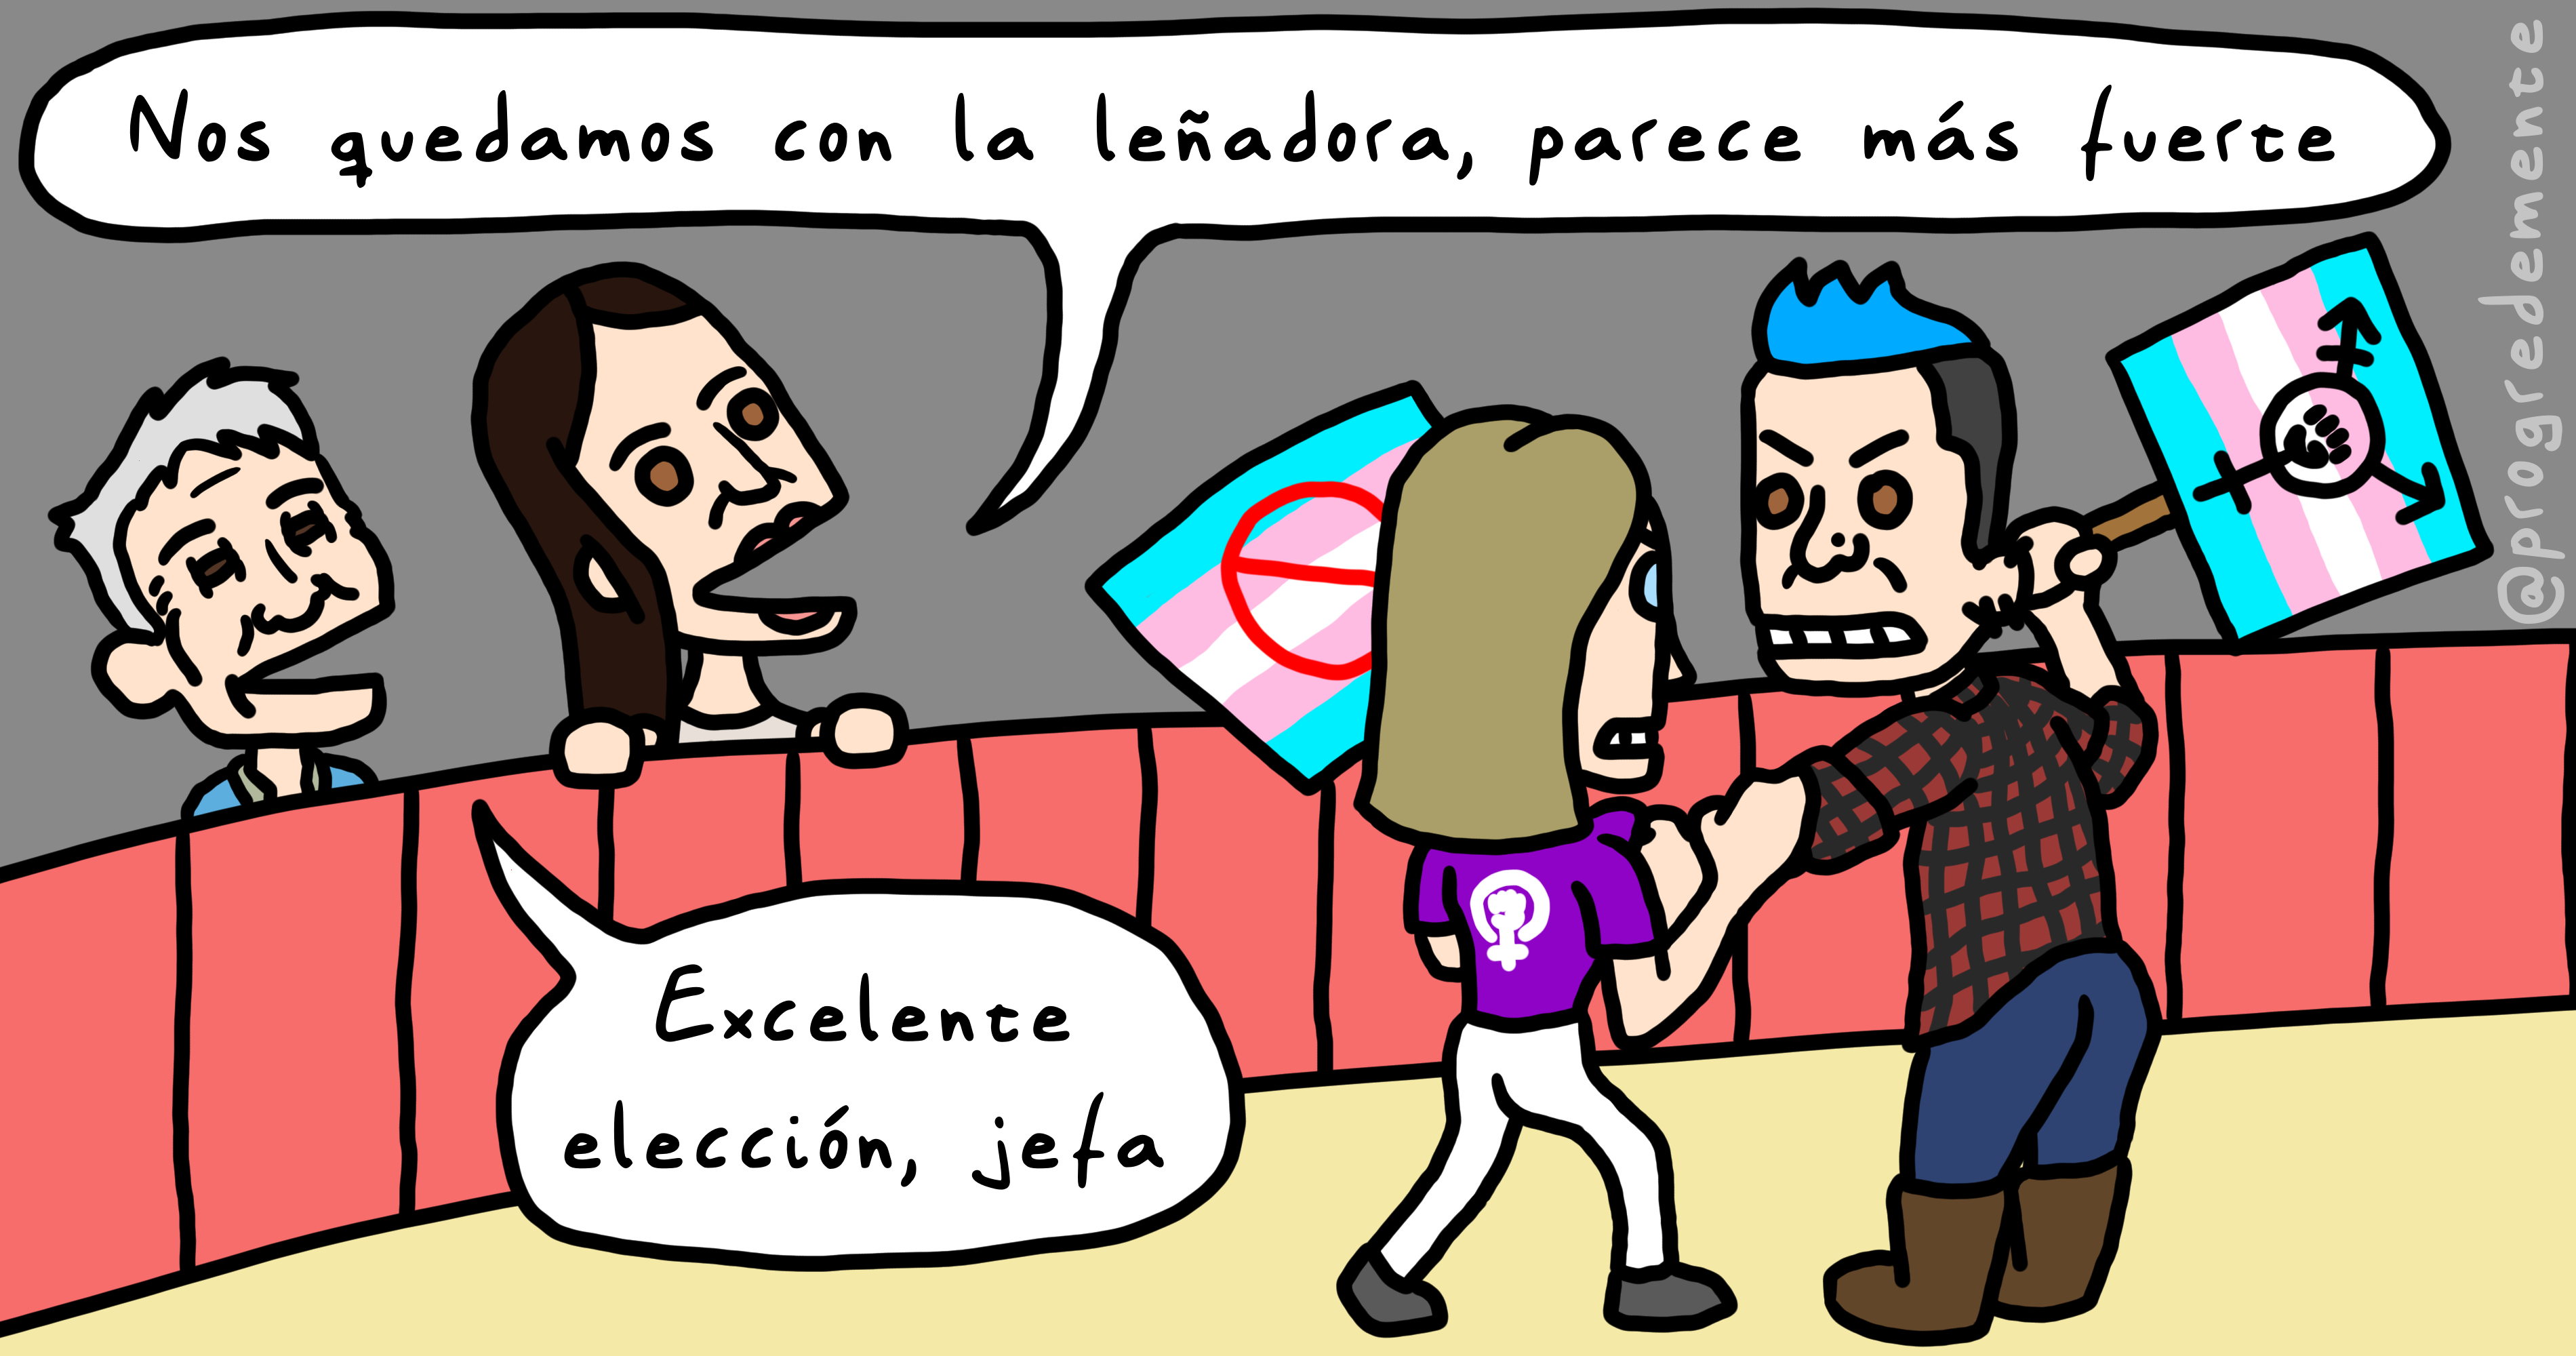 Nos quedamos con la leñadora, parece más fuerte
@progredemente
Excelente
elección, jefa